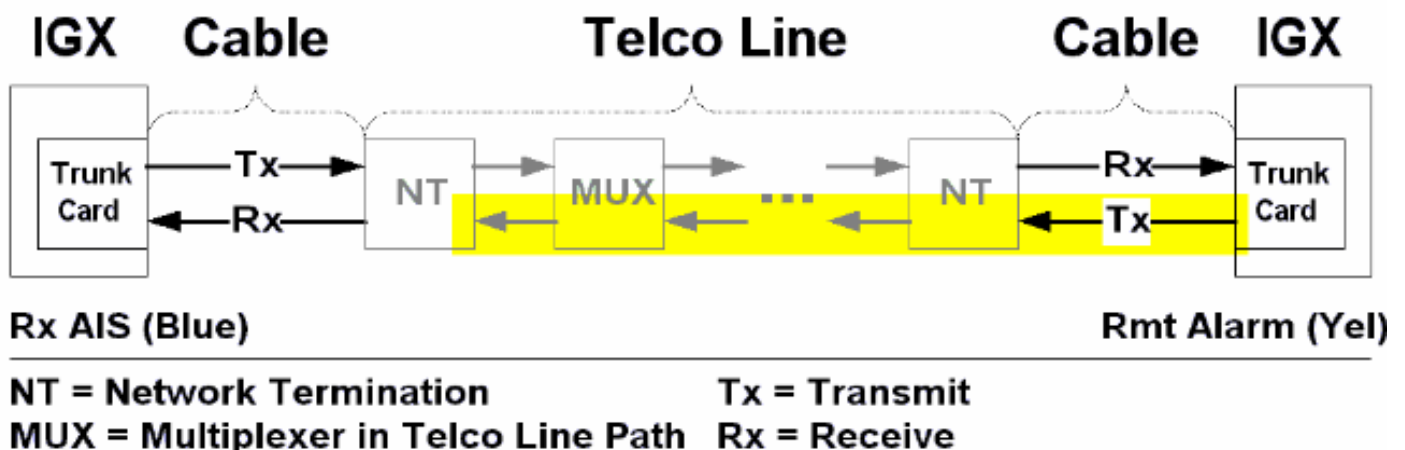 IGX Cable Telco Line Cable IGX
Trunk Card
Tx
Rx
NT
MUX
...
NT
Rx
Tx
Trunk Card
Rx AIS (Blue) Rmt Alarm (Yel)
NT = Network Termination Tx = Transmit
MUX = Multiplexer in Telco Line Path Rx = Receive